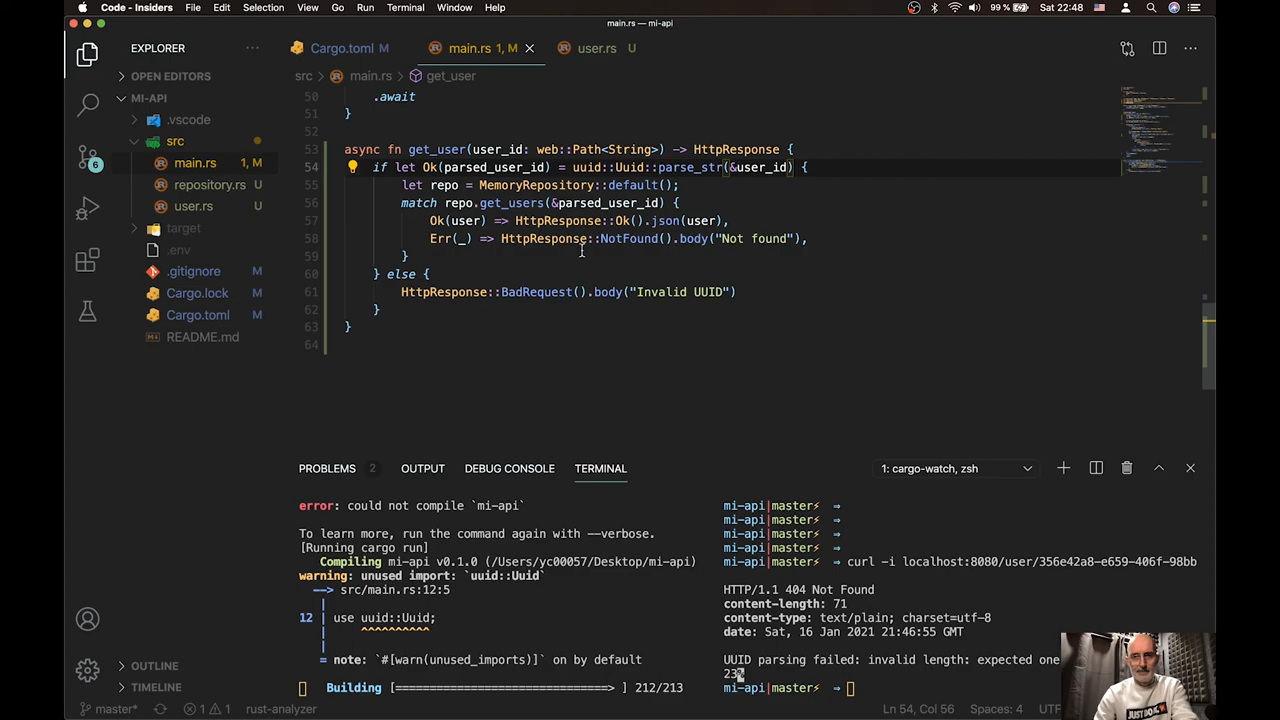 Code - Insiders File Edit Selection View Go Run Terminal Window Help 99 % Sat 22:48
main.rs — mi-api
EXPLORER
Cargo.toml M
main.rs 1, M
user.rs U
OPEN EDITORS
src › main.rs › get_user
MI-API
.vscode
src
main.rs 1, M
repository.rs U
user.rs U
target
.env
.gitignore M
Cargo.lock M
Cargo.toml M
README.md
6
50 .await
51 }
52
53 async fn get_user(user_id: web::Path<String>) -> HttpResponse {
54 if let Ok(parsed_user_id) = uuid::Uuid::parse_str(&user_id) {
55 let repo = MemoryRepository::default();
56 match repo.get_users(&parsed_user_id) {
57 Ok(user) => HttpResponse::Ok().json(user),
58 Err(_) => HttpResponse::NotFound().body("Not found"),
59 }
60 } else {
61 HttpResponse::BadRequest().body("Invalid UUID")
62 }
63 }
64
PROBLEMS 2 OUTPUT DEBUG CONSOLE TERMINAL 1: cargo-watch, zsh
error: could not compile `mi-api`
To learn more, run the command again with --verbose.
[Running cargo run]
Compiling mi-api v0.1.0 (/Users/yc00057/Desktop/mi-api)
warning: unused import: `uuid::Uuid`
--> src/main.rs:12:5
|
12 | use uuid::Uuid;
| ^^^^^^^^^^
|
= note: `#[warn(unused_imports)]` on by default
Building [===================================> ] 212/213
mi-api|master⚡ ⇒
mi-api|master⚡ ⇒
mi-api|master⚡ ⇒
mi-api|master⚡ ⇒
mi-api|master⚡ ⇒ curl -i localhost:8080/user/356e42a8-e659-406f-98bb
HTTP/1.1 404 Not Found
content-length: 71
content-type: text/plain; charset=utf-8
date: Sat, 16 Jan 2021 21:46:55 GMT
UUID parsing failed: invalid length: expected one
23%
mi-api|master⚡ ⇒
OUTLINE
TIMELINE
master* 1 1 rust-analyzer Ln 54, Col 56 Spaces: 4
JUST DO IT.